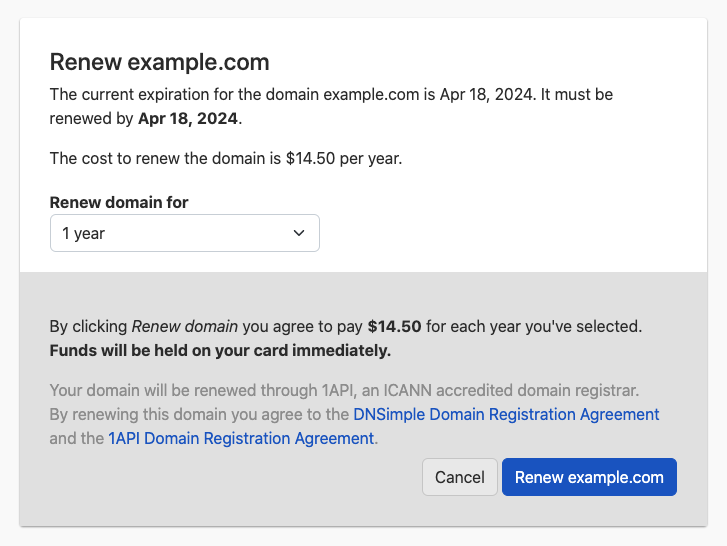 Renew example.com
The current expiration for the domain example.com is Apr 18, 2024. It must be
renewed by Apr 18, 2024.
The cost to renew the domain is $14.50 per year.
Renew domain for
1 year
By clicking Renew domain you agree to pay $14.50 for each year you've selected.
Funds will be held on your card immediately.
Your domain will be renewed through 1API, an ICANN accredited domain registrar.
By renewing this domain you agree to the DNSimple Domain Registration Agreement
and the 1API Domain Registration Agreement.
Cancel Renew example.com